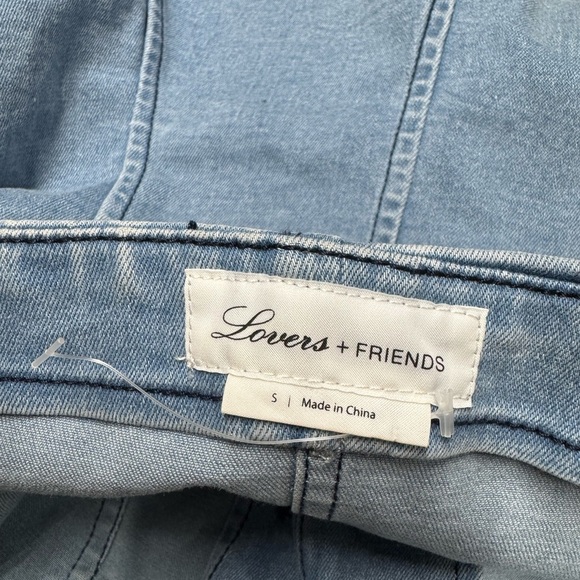 Lovers + FRIENDS
S | Made in China